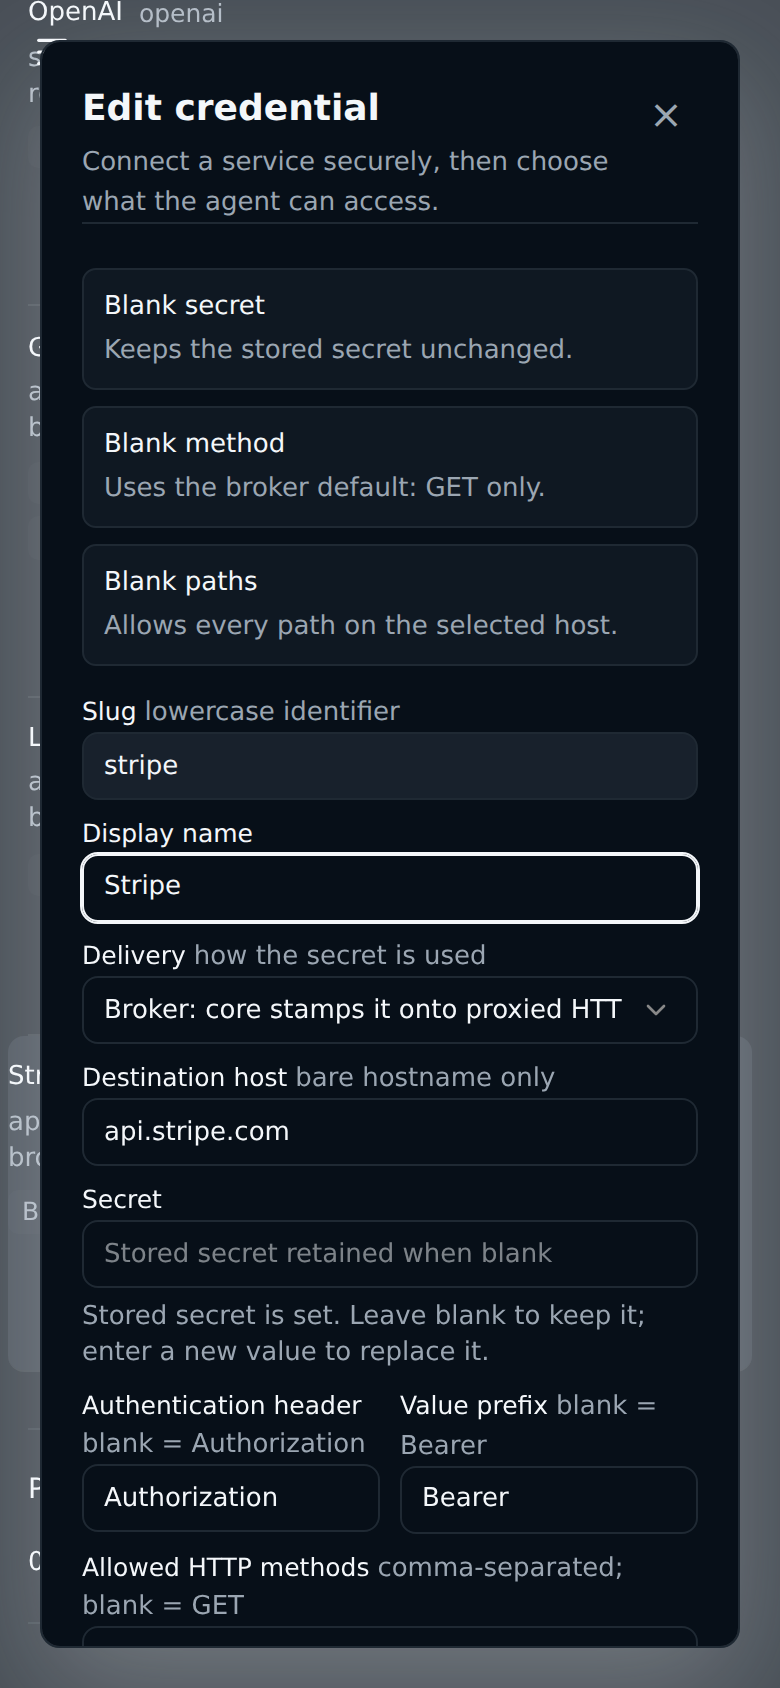 OpenAI openai
Edit credential
Connect a service securely, then choose
what the agent can access.
Blank secret
Keeps the stored secret unchanged.
Blank method
Uses the broker default: GET only.
Blank paths
Allows every path on the selected host.
Slug lowercase identifier
stripe
Display name
Stripe
Delivery how the secret is used
Broker: core stamps it onto proxied HTT
Destination host bare hostname only
api.stripe.com
Secret
Stored secret retained when blank
Stored secret is set. Leave blank to keep it;
enter a new value to replace it.
Authentication header
blank = Authorization
Value prefix blank =
Bearer
Authorization
Bearer
Allowed HTTP methods comma-separated;
blank = GET